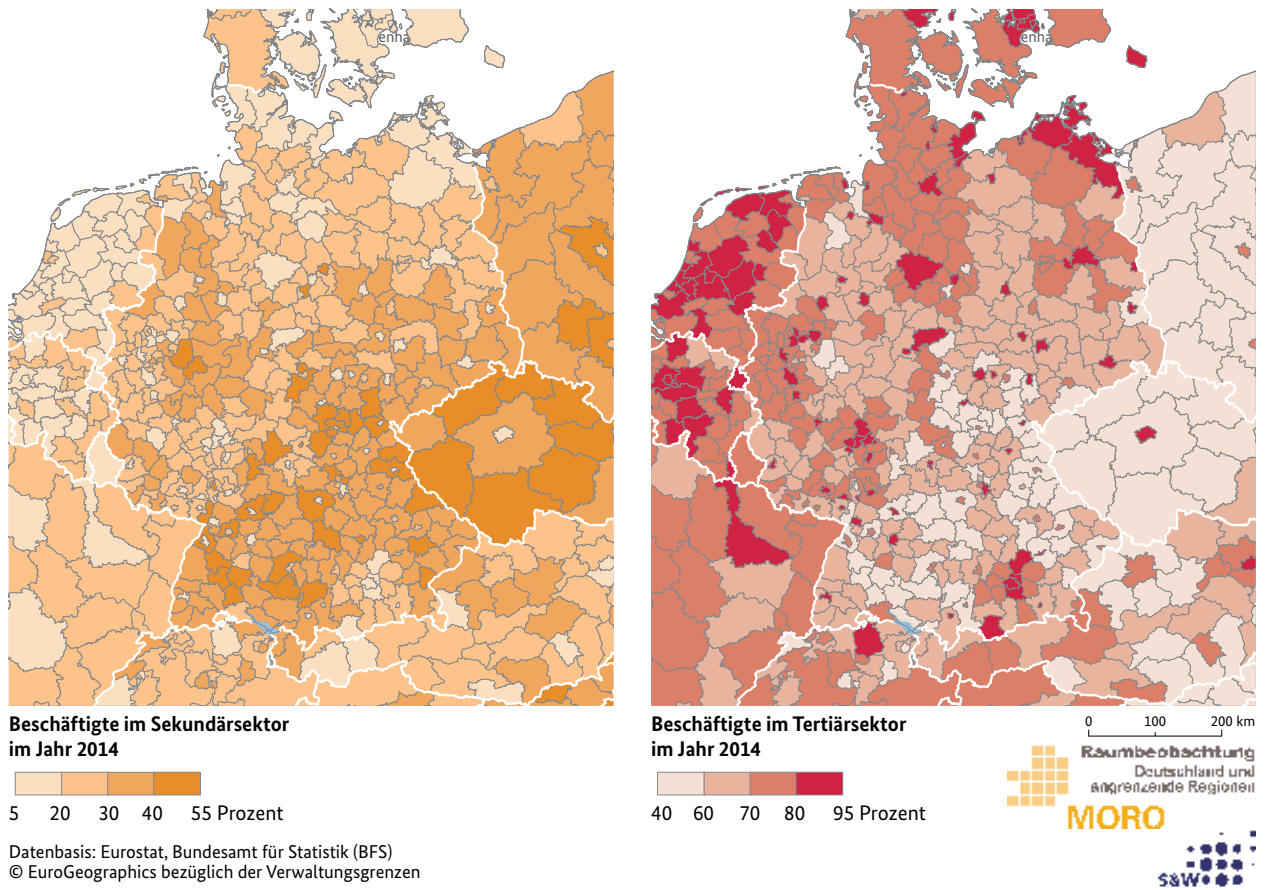 enha
enha
Beschäftigte im Sekundärsektor
im Jahr 2014
5 20 30 40 55 Prozent
Datenbasis: Eurostat, Bundesamt für Statistik (BFS)
© EuroGeographics bezüglich der Verwaltungsgrenzen
Beschäftigte im Tertiärsektor
im Jahr 2014
40 60 70 80 95 Prozent
0 100 200 km
Raumbeobachtung
Deutschland und
angrenzende Regionen
MORO
S&W